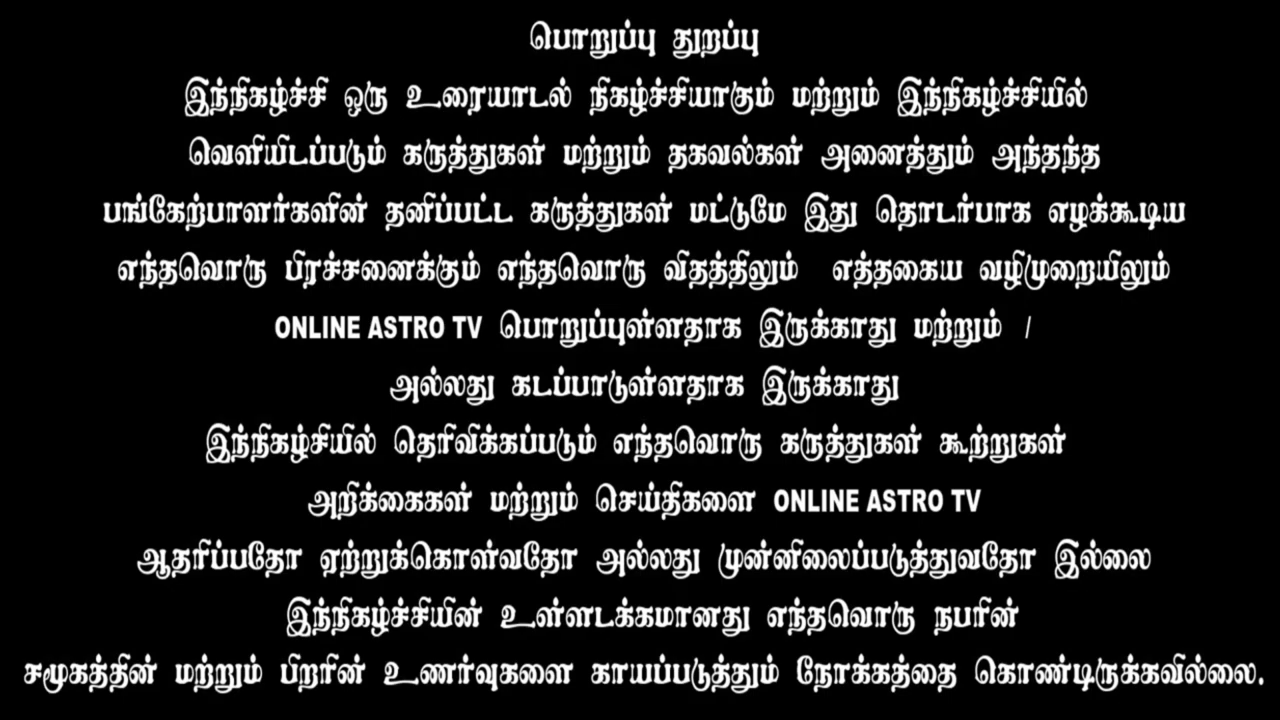 பொறுப்பு துறப்பு
இந்நிகழ்ச்சி ஒரு உரையாடல் நிகழ்ச்சியாகும் மற்றும் இந்நிகழ்ச்சியில்
வெளியிடப்படும் கருத்துகள் மற்றும் தகவல்கள் அனைத்தும் அந்தந்த
பங்கேற்பாளர்களின் தனிப்பட்ட கருத்துகள் மட்டுமே இது தொடர்பாக எழக்கூடிய
எந்தவொரு பிரச்சனைக்கும் எந்தவொரு விதத்திலும் எத்தகைய வழிமுறையிலும்
ONLINE ASTRO TV பொறுப்புள்ளதாக இருக்காது மற்றும் /
அல்லது கடப்பாடுள்ளதாக இருக்காது
இந்நிகழ்சியில் தெரிவிக்கப்படும் எந்தவொரு கருத்துகள் கூற்றுகள்
அறிக்கைகள் மற்றும் செய்திகளை ONLINE ASTRO TV
ஆதரிப்பதோ ஏற்றுக்கொள்வதோ அல்லது முன்னிலைப்படுத்துவதோ இல்லை
இந்நிகழ்ச்சியின் உள்ளடக்கமானது எந்தவொரு நபரின்
சமூகத்தின் மற்றும் பிறரின் உணர்வுகளை காயப்படுத்தும் நோக்கத்தை கொண்டிருக்கவில்லை.